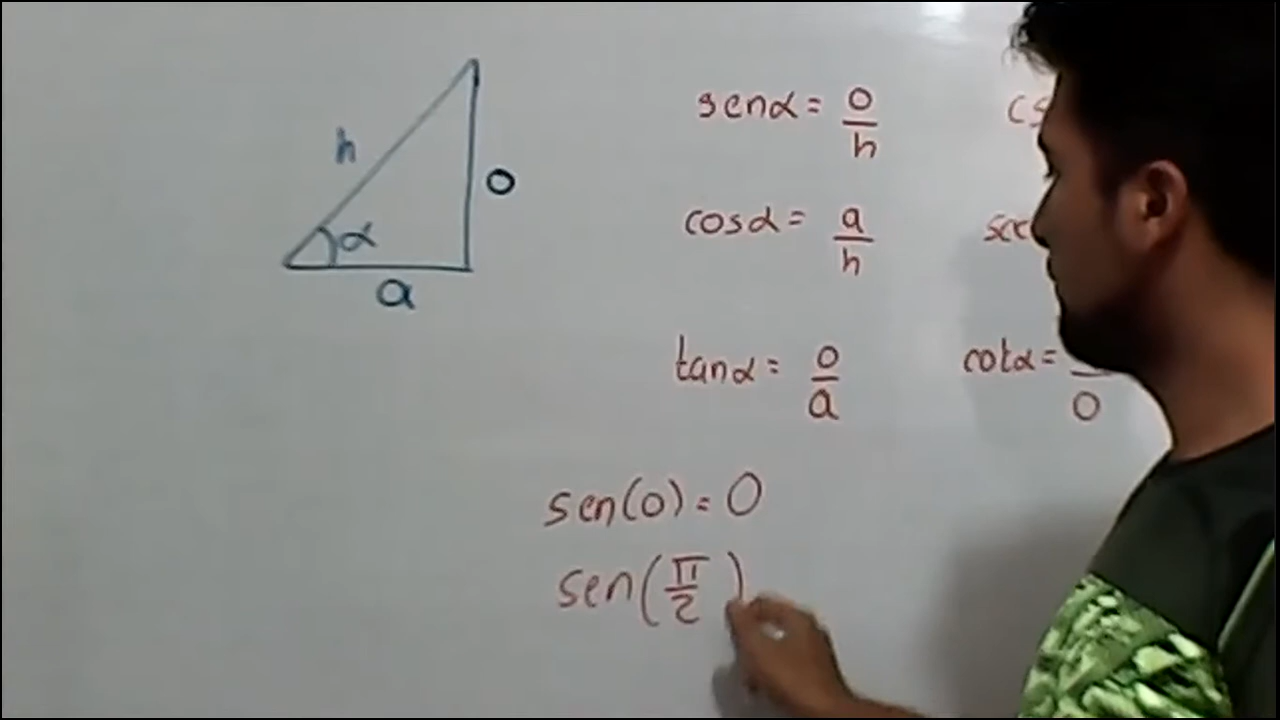 h
α
o
a
senα = o/h
cosα = a/h
tanα = o/a
cotα = /o
sen(0) = 0
sen(π/2)